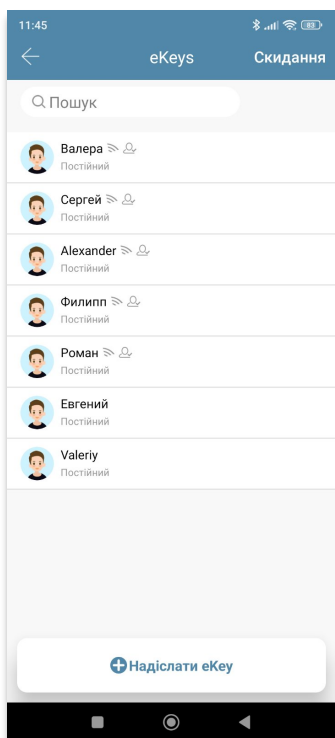 11:45
83
eKeys
Скидання
Пошук
Валера
Постійний
Сергей
Постійний
Alexander
Постійний
Филипп
Постійний
Роман
Постійний
Евгений
Постійний
Valeriy
Постійний
Надіслати eKey